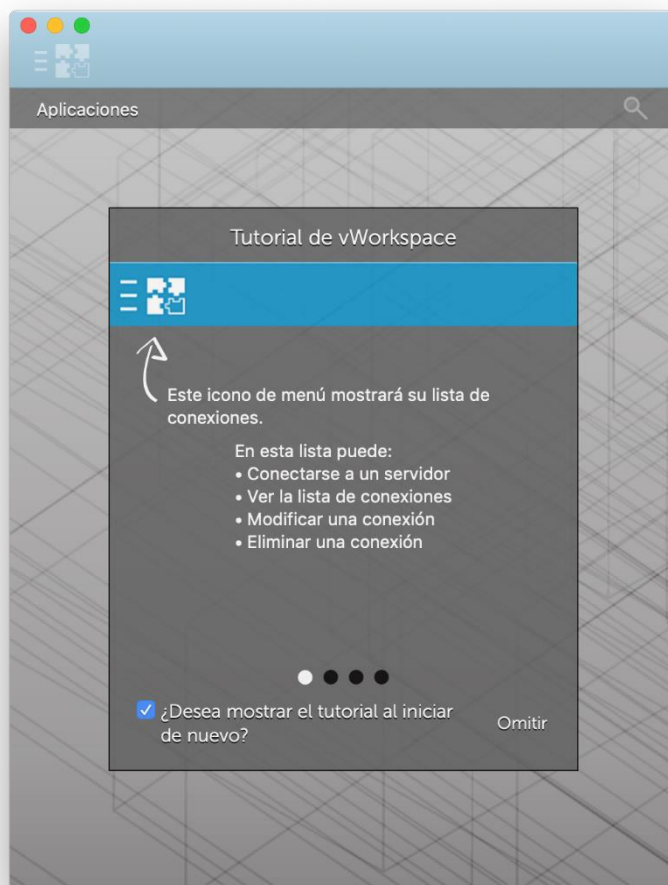 Aplicaciones
Tutorial de vWorkspace
Este icono de menú mostrará su lista de
conexiones.
En esta lista puede:
• Conectarse a un servidor
• Ver la lista de conexiones
• Modificar una conexión
• Eliminar una conexión
¿Desea mostrar el tutorial al iniciar
de nuevo?
Omitir